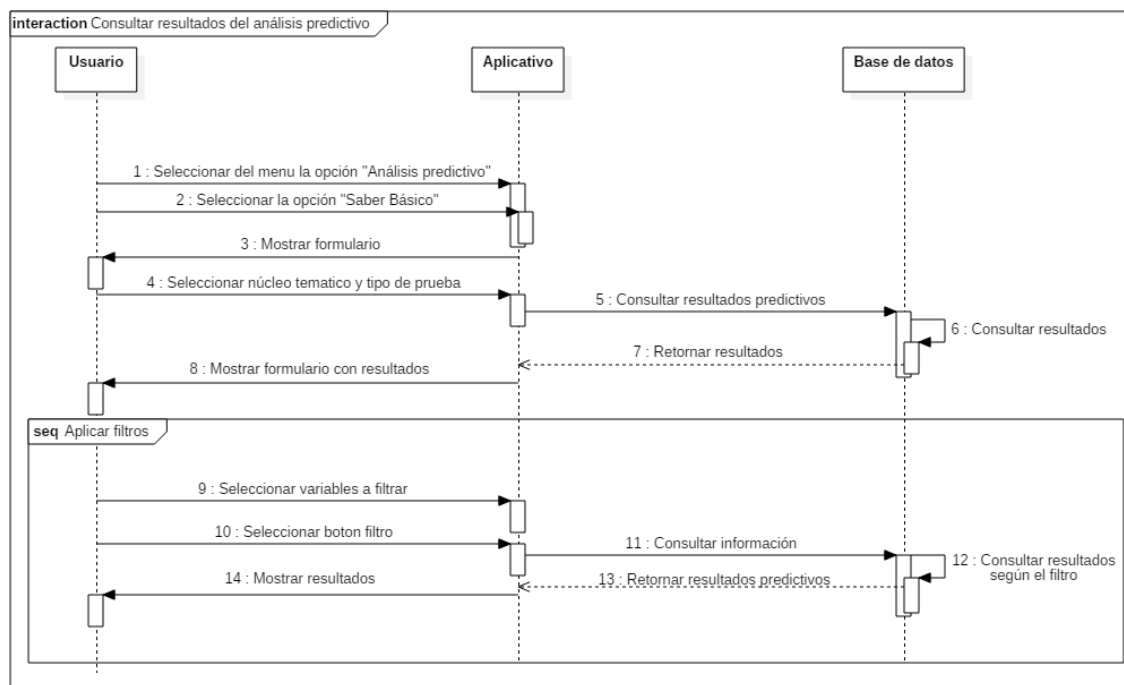 interaction Consultar resultados del análisis predictivo
Usuario
Aplicativo
Base de datos
1 : Seleccionar del menu la opción "Análisis predictivo"
2 : Seleccionar la opción "Saber Básico"
3 : Mostrar formulario
4 : Seleccionar núcleo tematico y tipo de prueba
5 : Consultar resultados predictivos
6 : Consultar resultados
7 : Retornar resultados
8 : Mostrar formulario con resultados
seq Aplicar filtros
9 : Seleccionar variables a filtrar
10 : Seleccionar boton filtro
11 : Consultar información
12 : Consultar resultados
según el filtro
13 : Retornar resultados predictivos
14 : Mostrar resultados